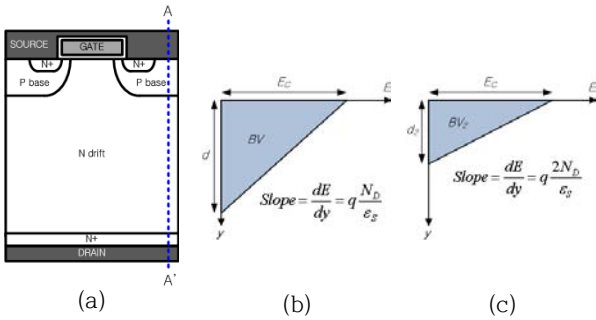 A
SOURCE
GATE
N+
N+
P base
P base
N drift
N+
DRAIN
A'
(a)
E_C
E
d
BV
Slope = dE/dy = q N_D/ε_S
y
(b)
E_C
E
d_2
BV_2
Slope = dE/dy = q 2N_D/ε_S
y
(c)